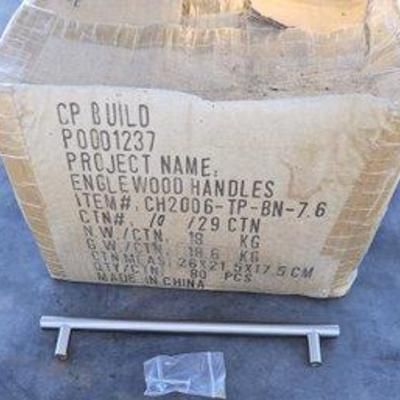 CP BUILD
PO001237
PROJECT NAME:
ENGLEWOOD HANDLES
ITEM#. CH2006-TP-BN-7.6
CTN#. 10 /29 CTN
N.W./CTN. 18 KG
G.W./CTN. 18.6 KG
CTN MEAS: 26X21.5X17.5 CM
QTY/CTN: 80 PCS
MADE IN CHINA